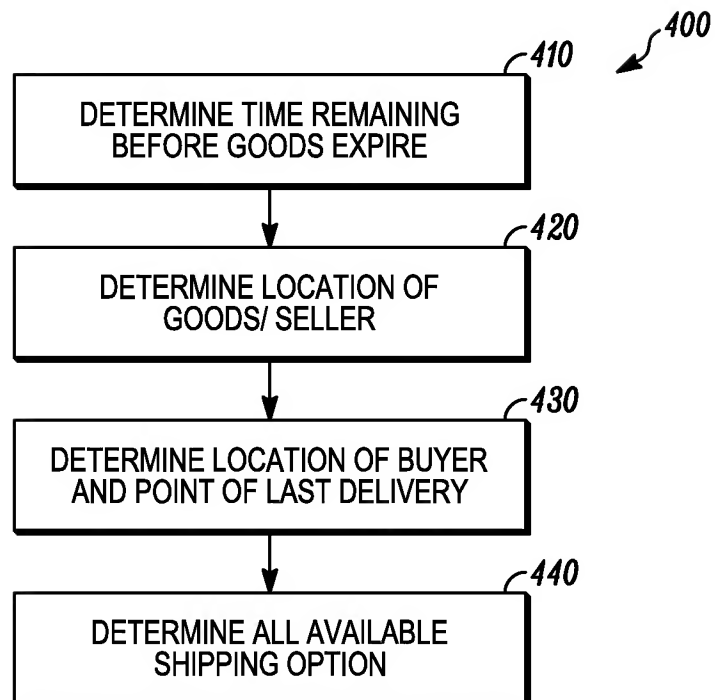 400
410
DETERMINE TIME REMAINING
BEFORE GOODS EXPIRE
420
DETERMINE LOCATION OF
GOODS/ SELLER
430
DETERMINE LOCATION OF BUYER
AND POINT OF LAST DELIVERY
440
DETERMINE ALL AVAILABLE
SHIPPING OPTION